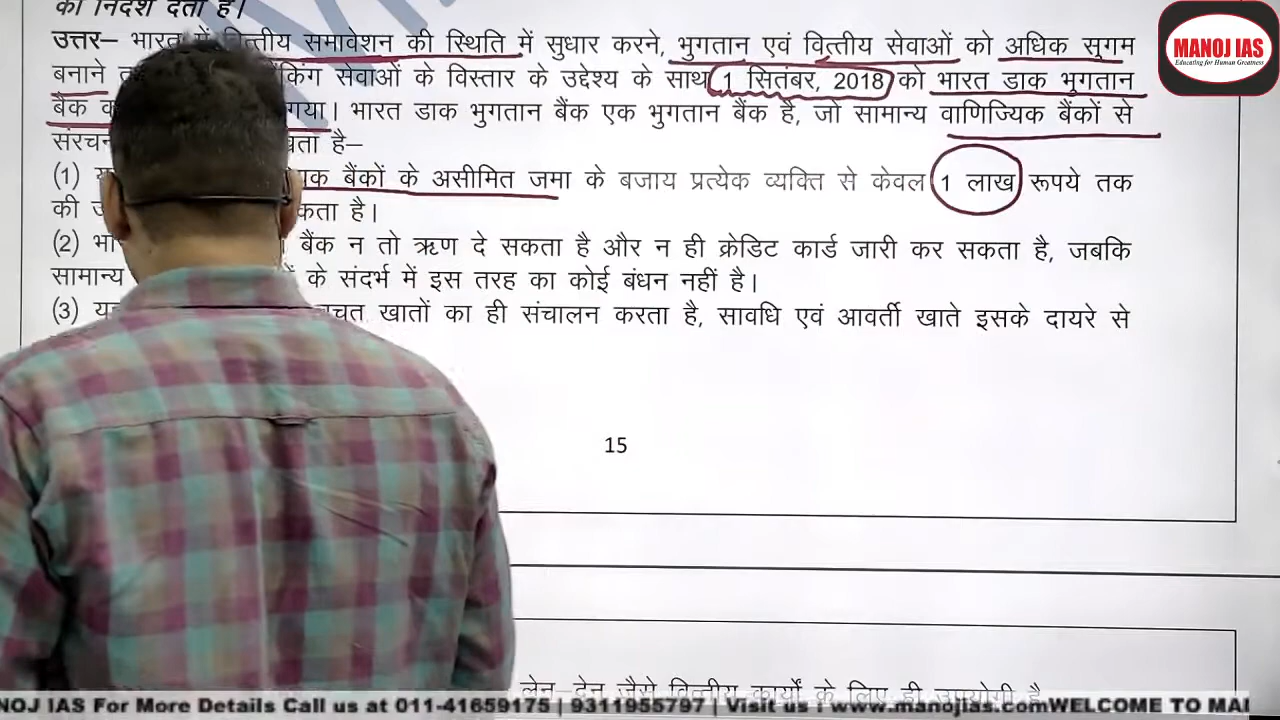 का निर्देश देता है।
उत्तर– भारत में वित्तीय समावेशन की स्थिति में सुधार करने, भुगतान एवं वित्तीय सेवाओं को अधिक सुगम
बनाने सेवाओं के विस्तार के उद्देश्य के साथ 1 सितंबर, 2018 को भारत डाक भुगतान
बैंक गया। भारत डाक भुगतान बैंक एक भुगतान बैंक है, जो सामान्य वाणिज्यिक बैंकों से
है–
(1) बैंकों के असीमित जमा के बजाय प्रत्येक व्यक्ति से केवल 1 लाख रूपये तक
की है।
(2) बैंक न तो ऋण दे सकता है और न ही क्रेडिट कार्ड जारी कर सकता है, जबकि
सामान्य के संदर्भ में इस तरह का कोई बंधन नहीं है।
(3) खातों का ही संचालन करता है, सावधि एवं आवर्ती खाते इसके दायरे से
15
लेन–देन जैसे वित्तीय कार्यों के लिए ही उपयोगी है
MANOJ IAS
Educating for Human Greatness
NOJ IAS For More Details Call us at 011-41659175 | 9311955797 | Visit us : www.manojias.comWELCOME TO